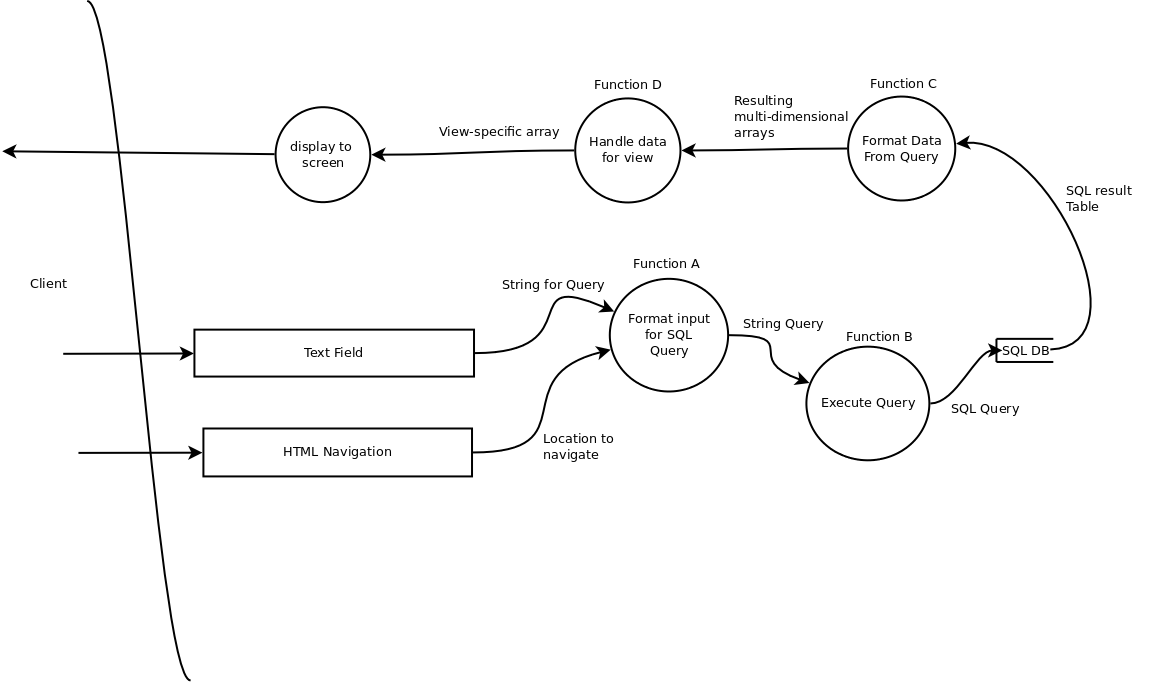 Function D
Function C
Resulting
multi-dimensional
arrays
View-specific array
Handle data
for view
Format Data
From Query
display to
screen
SQL result
Table
Client
Function A
String for Query
Format input
for SQL
Query
String Query
Function B
Text Field
SQL DB
Execute Query
SQL Query
Location to
navigate
HTML Navigation